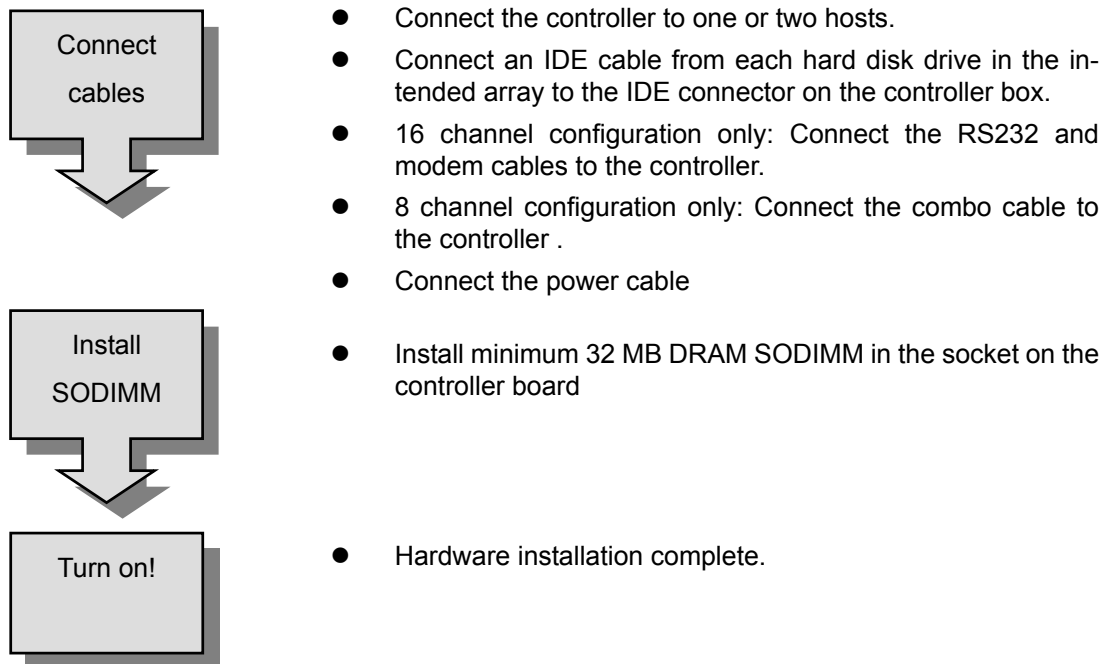 Connect
cables
● Connect the controller to one or two hosts.
● Connect an IDE cable from each hard disk drive in the in-
tended array to the IDE connector on the controller box.
● 16 channel configuration only: Connect the RS232 and
modem cables to the controller.
● 8 channel configuration only: Connect the combo cable to
the controller .
● Connect the power cable
Install
SODIMM
● Install minimum 32 MB DRAM SODIMM in the socket on the
controller board
Turn on!
● Hardware installation complete.